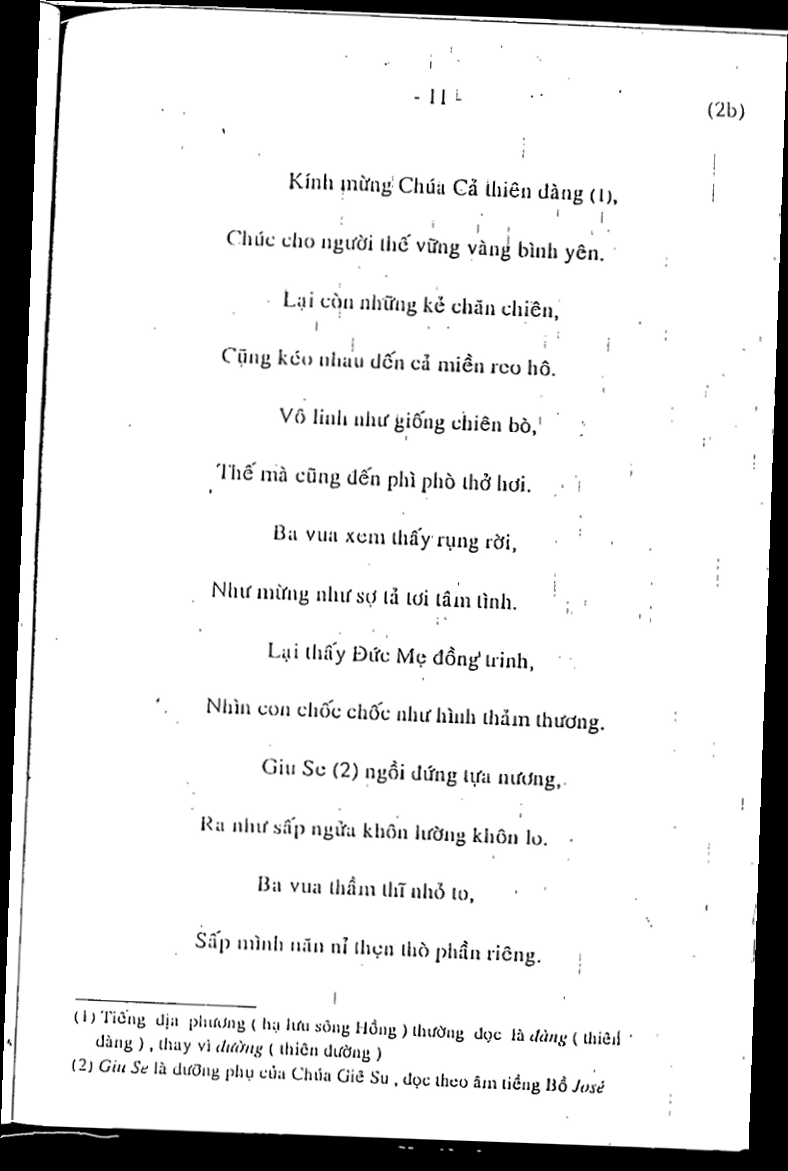 - 11 -
(2b)
Kính mừng Chúa Cả thiên đàng (1),
Chúc cho người thế vững vàng bình yên.
Lại còn những kẻ chăn chiên,
Cũng kéo nhau đến cả miền reo hô.
Vô linh như giống chiên bò,
Thế mà cũng đến phì phò thở hơi.
Ba vua xem thấy rụng rời,
Như mừng như sợ tả tơi tâm tình.
Lại thấy Đức Mẹ đồng trinh,
Nhìn con chốc chốc như hình thảm thương.
Giu Se (2) ngồi đứng tựa nương,
Ra như sấp ngửa khôn lường khôn lo.
Ba vua thầm thĩ nhỏ to,
Sấp mình năn nỉ thẹn thò phần riêng.
(1) Tiếng địa phương ( hạ lưu sông Hồng ) thường đọc là đàng ( thiên
đàng ) , thay vì đường ( thiên đường )
(2) Giu Se là dưỡng phụ của Chúa Giê Su , đọc theo âm tiếng Bồ José